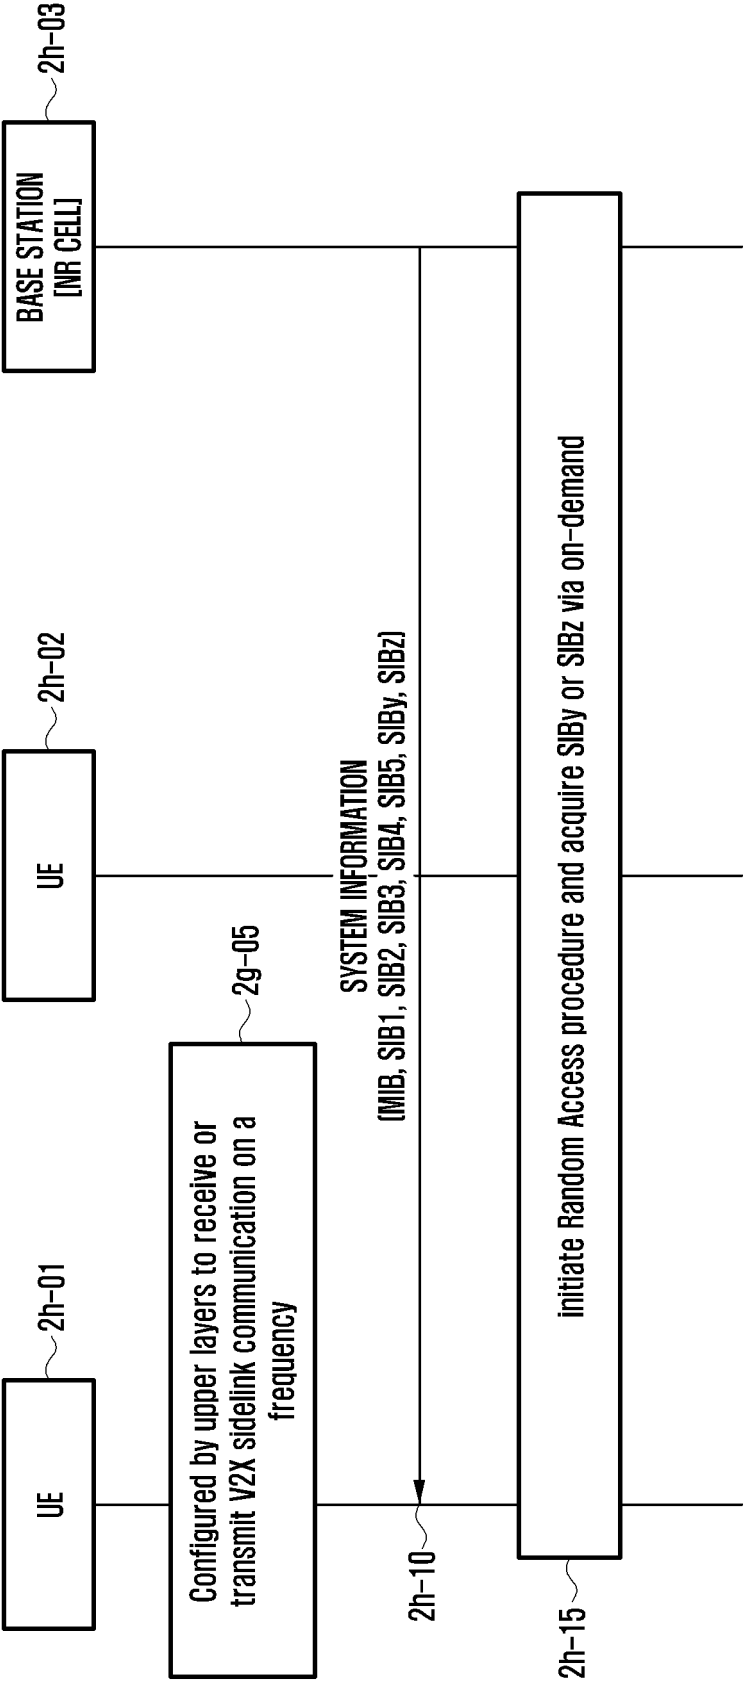 UE
2h-01
UE
2h-02
BASE STATION
[NR CELL]
2h-03
Configured by upper layers to receive or
transmit V2X sidelink communication on a
frequency
2g-05
SYSTEM INFORMATION
(MIB, SIB1, SIB2, SIB3, SIB4, SIB5, SIBy, SIBz)
2h-10
initiate Random Access procedure and acquire SIBy or SIBz via on-demand
2h-15